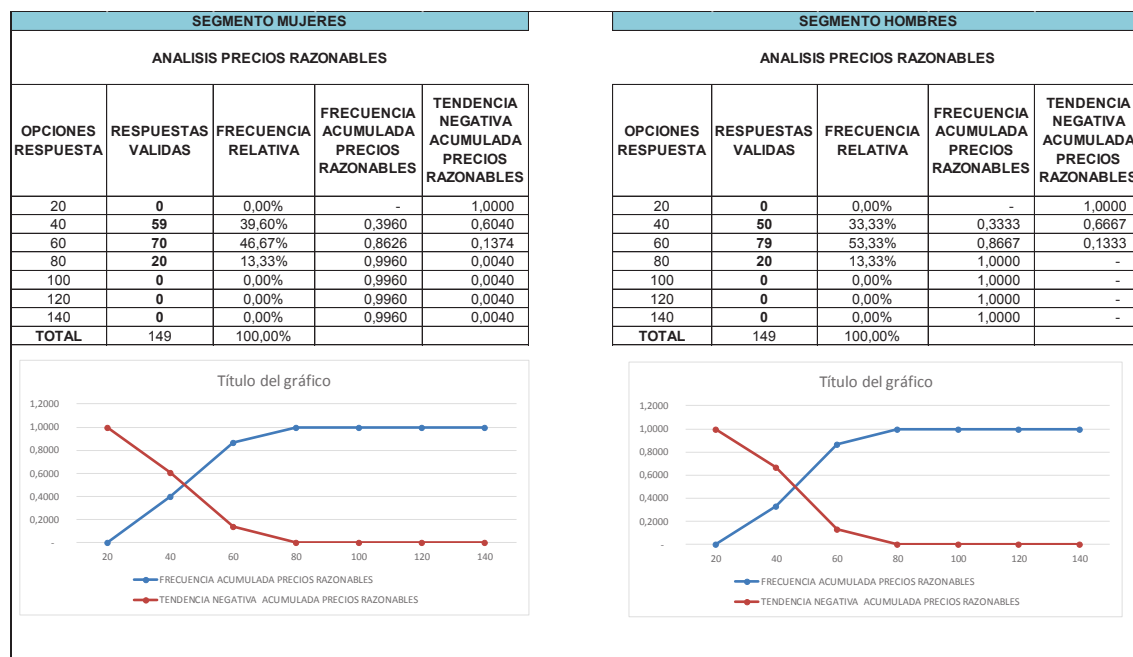 SEGMENTO MUJERES
ANALISIS PRECIOS RAZONABLES
OPCIONES RESPUESTA | RESPUESTAS VALIDAS | FRECUENCIA RELATIVA | FRECUENCIA ACUMULADA PRECIOS RAZONABLES | TENDENCIA NEGATIVA ACUMULADA PRECIOS RAZONABLES
20 0 0,00% - 1,0000
40 59 39,60% 0,3960 0,6040
60 70 46,67% 0,8626 0,1374
80 20 13,33% 0,9960 0,0040
100 0 0,00% 0,9960 0,0040
120 0 0,00% 0,9960 0,0040
140 0 0,00% 0,9960 0,0040
TOTAL 149 100,00%
Título del gráfico
1,2000
1,0000
0,8000
0,6000
0,4000
0,2000
-
20 40 60 80 100 120 140
FRECUENCIA ACUMULADA PRECIOS RAZONABLES
TENDENCIA NEGATIVA ACUMULADA PRECIOS RAZONABLES
SEGMENTO HOMBRES
ANALISIS PRECIOS RAZONABLES
OPCIONES RESPUESTA | RESPUESTAS VALIDAS | FRECUENCIA RELATIVA | FRECUENCIA ACUMULADA PRECIOS RAZONABLES | TENDENCIA NEGATIVA ACUMULADA PRECIOS RAZONABLES
20 0 0,00% - 1,0000
40 50 33,33% 0,3333 0,6667
60 79 53,33% 0,8667 0,1333
80 20 13,33% 1,0000 -
100 0 0,00% 1,0000 -
120 0 0,00% 1,0000 -
140 0 0,00% 1,0000 -
TOTAL 149 100,00%
Título del gráfico
1,2000
1,0000
0,8000
0,6000
0,4000
0,2000
-
20 40 60 80 100 120 140
FRECUENCIA ACUMULADA PRECIOS RAZONABLES
TENDENCIA NEGATIVA ACUMULADA PRECIOS RAZONABLES